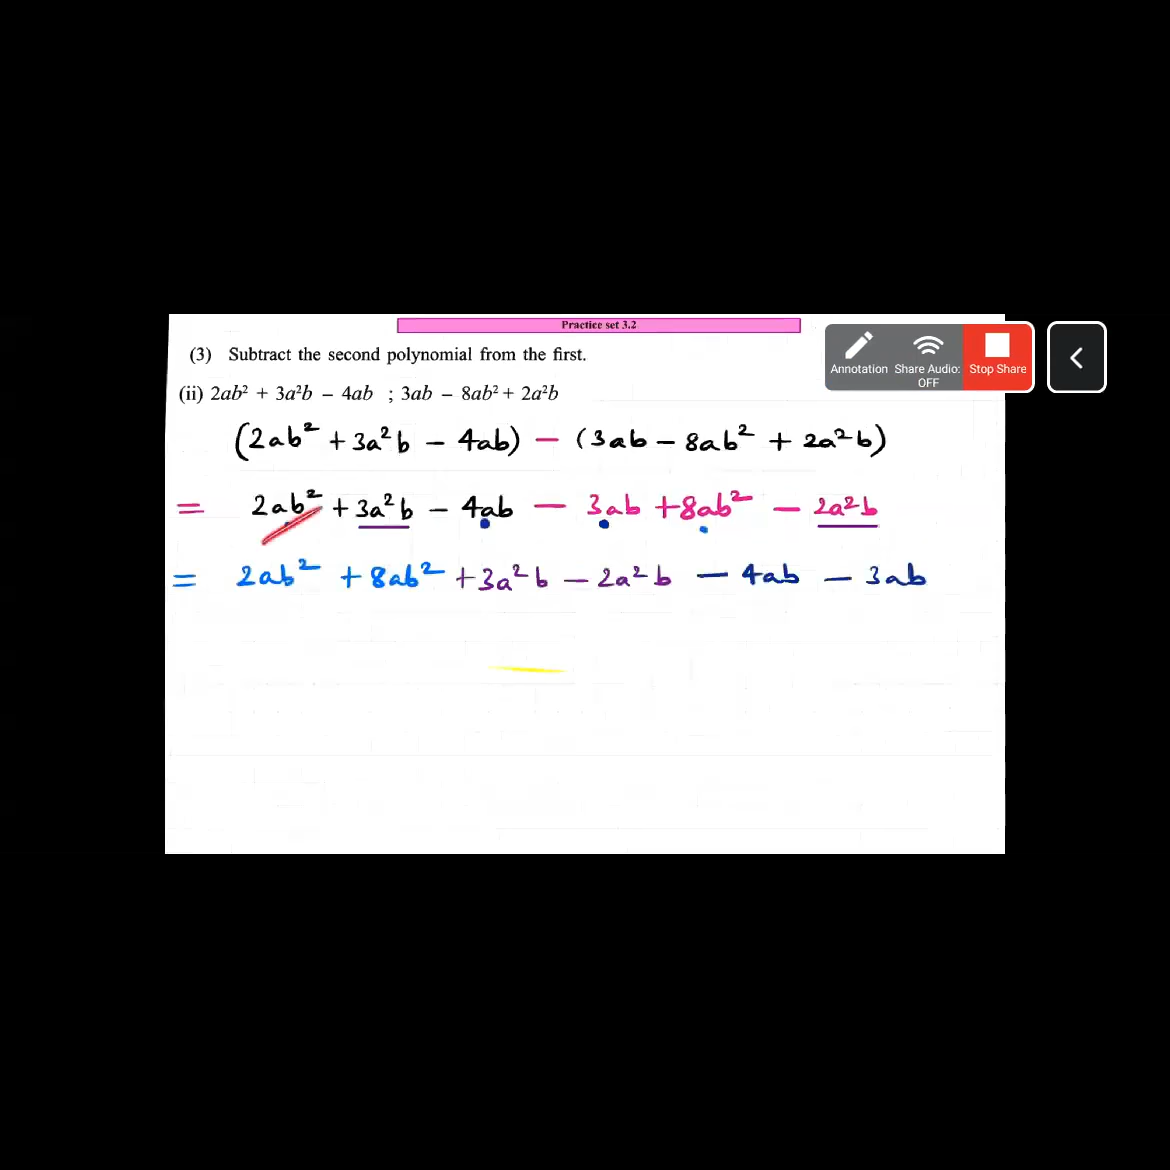 Practice set 3.2
(3) Subtract the second polynomial from the first.
Annotation
Share Audio: OFF
Stop Share
(ii) 2ab² + 3a²b − 4ab ; 3ab − 8ab² + 2a²b
(2ab² + 3a²b − 4ab) − (3ab − 8ab² + 2a²b)
= 2ab² + 3a²b − 4ab − 3ab + 8ab² − 2a²b
= 2ab² + 8ab² + 3a²b − 2a²b − 4ab − 3ab